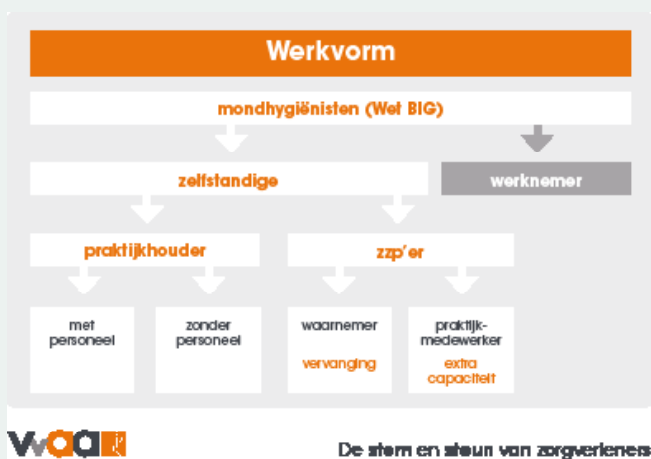 Werkvorm
mondhygiënisten (Wet BIG)
zelfstandige werknemer
praktijkhouder zzp'er
met personeel
zonder personeel
waarnemer
vervanging
praktijk-
medewerker
extra
capaciteit
VvAA
De stem en steun van zorgverleners